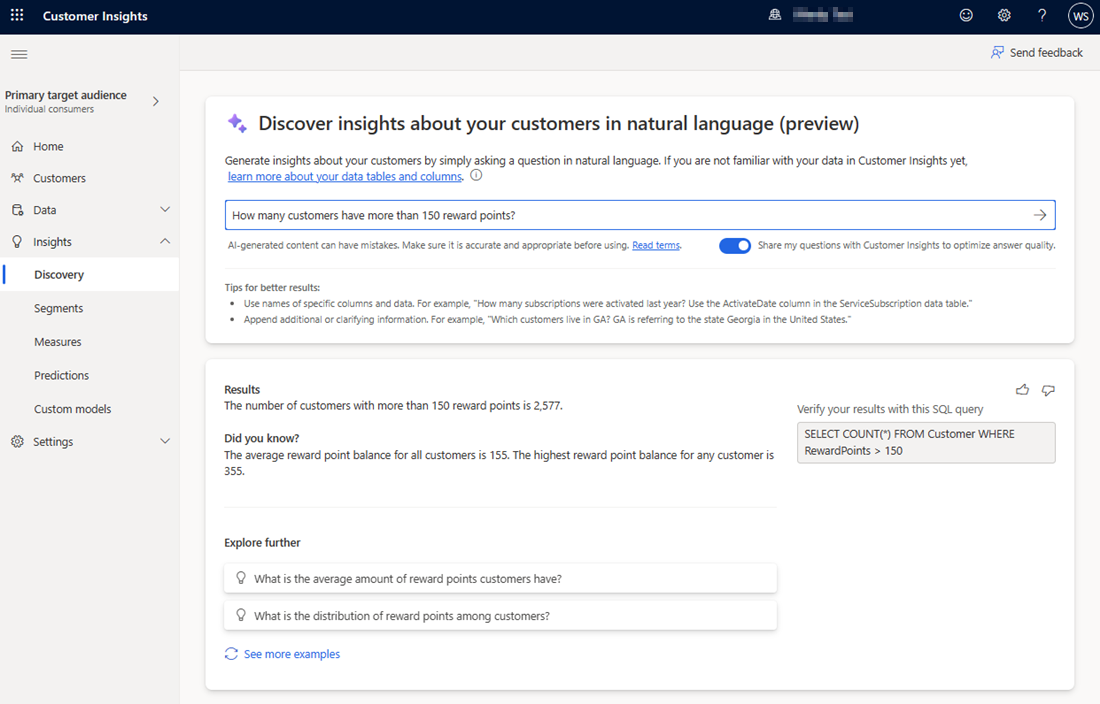 Customer Insights
WS
Send feedback
Primary target audience
Individual consumers
Home
Customers
Data
Insights
Discovery
Segments
Measures
Predictions
Custom models
Settings
Discover insights about your customers in natural language (preview)
Generate insights about your customers by simply asking a question in natural language. If you are not familiar with your data in Customer Insights yet,
learn more about your data tables and columns.
How many customers have more than 150 reward points?
AI-generated content can have mistakes. Make sure it is accurate and appropriate before using. Read terms.
Share my questions with Customer Insights to optimize answer quality.
Tips for better results:
• Use names of specific columns and data. For example, "How many subscriptions were activated last year? Use the ActivateDate column in the ServiceSubscription data table."
• Append additional or clarifying information. For example, "Which customers live in GA? GA is referring to the state Georgia in the United States."
Results
The number of customers with more than 150 reward points is 2,577.
Did you know?
The average reward point balance for all customers is 155. The highest reward point balance for any customer is
355.
Verify your results with this SQL query
SELECT COUNT(*) FROM Customer WHERE
RewardPoints > 150
Explore further
What is the average amount of reward points customers have?
What is the distribution of reward points among customers?
See more examples